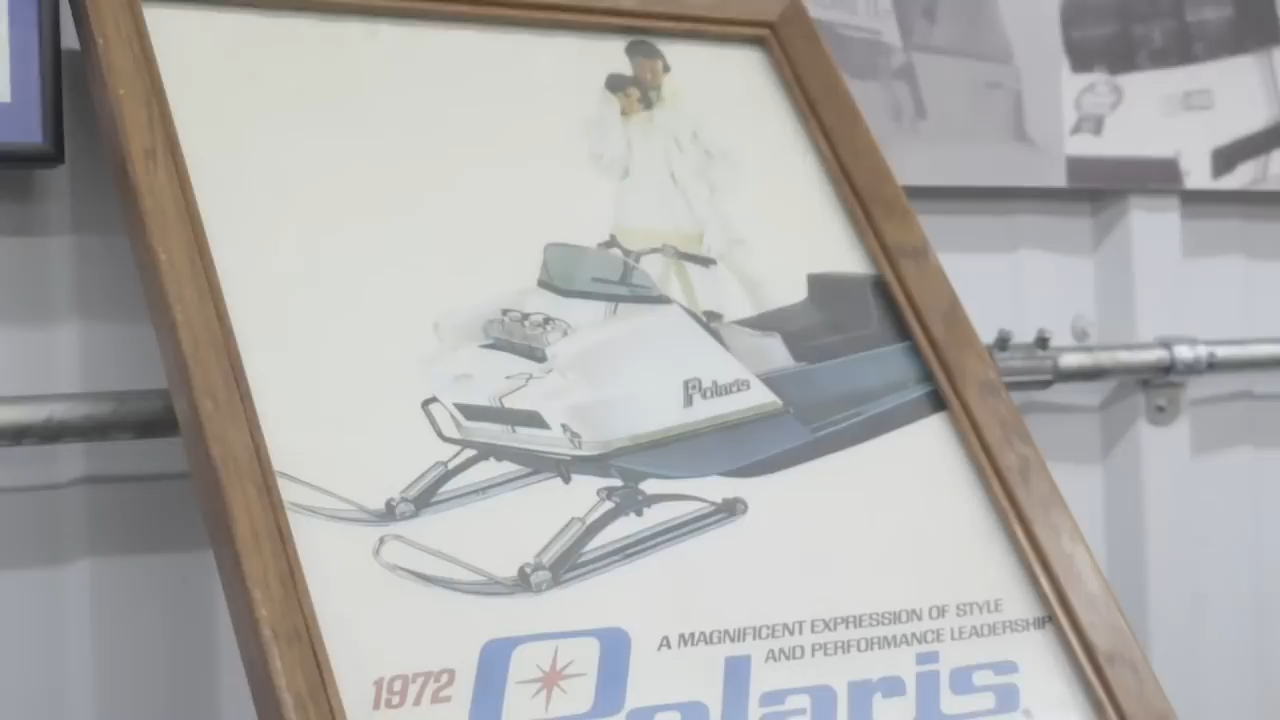 Polaris
A MAGNIFICENT EXPRESSION OF STYLE
AND PERFORMANCE LEADERSHIP
1972
Polaris